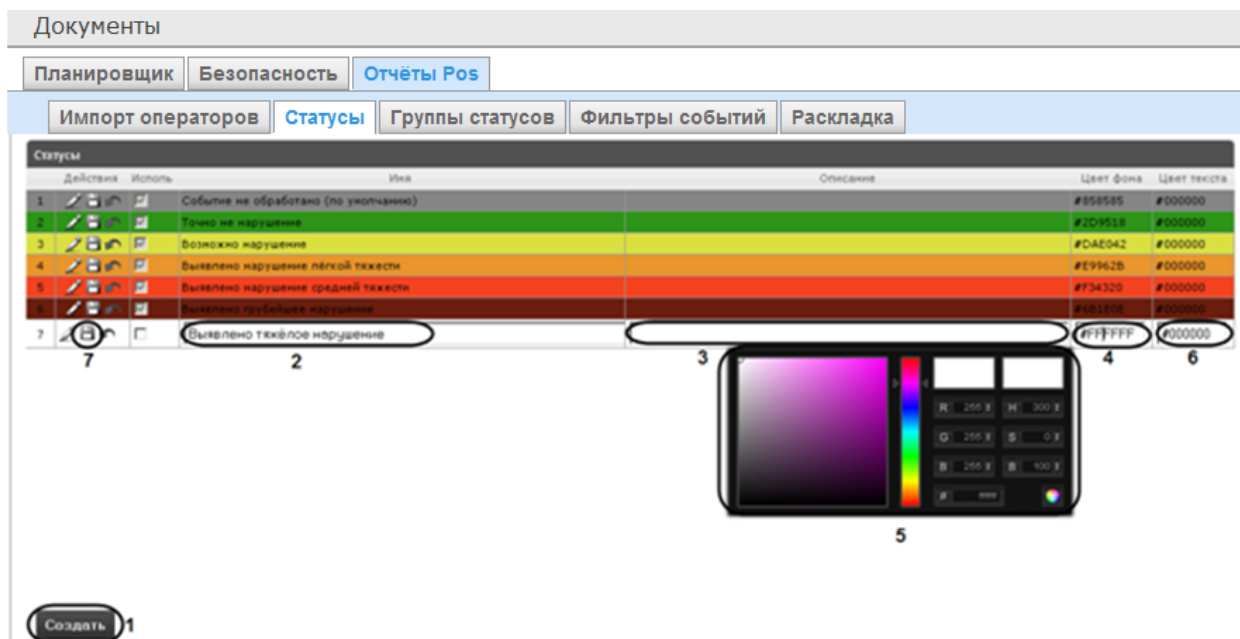 Документы
Планировщик Безопасность Отчёты Pos
Импорт операторов Статусы Группы статусов Фильтры событий Раскладка
Статусы
Действия Исполь. Имя Описание Цвет фона Цвет текста
1 Событие не обработано (по умолчанию) #858585 #000000
2 Точно не нарушение #2D9518 #000000
3 Возможно нарушение #DAE042 #000000
4 Выявлено нарушение лёгкой тяжести #E9962B #000000
5 Выявлено нарушение средней тяжести #F34320 #000000
6 Выявлено грубейшее нарушение #6B1E0E #000000
7 Выявлено тяжёлое нарушение #FFFFFF #000000
7 2 3 4 6
R 255 H 300
G 255 S 0
B 255 B 100
#
5
Создать 1